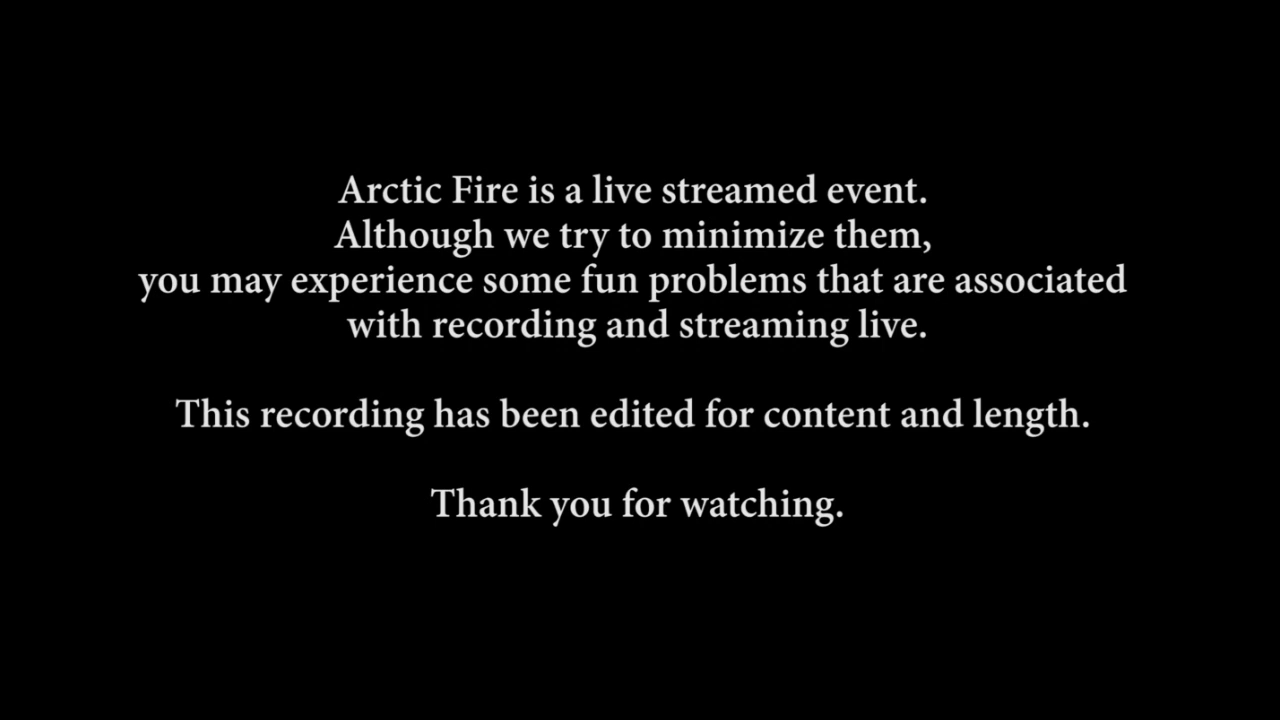 Arctic Fire is a live streamed event.
Although we try to minimize them,
you may experience some fun problems that are associated
with recording and streaming live.
This recording has been edited for content and length.
Thank you for watching.